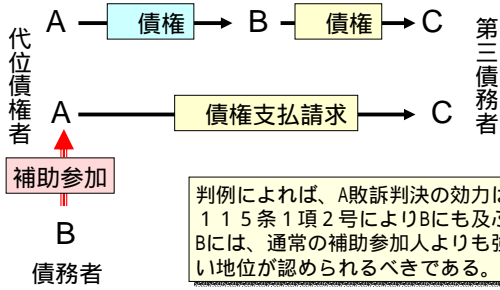 代位債権者
A 債権 B 債権 C
第三債務者
A 債権支払請求 C
補助参加
B
債務者
判例によれば、A敗訴判決の効力は
115条1項2号によりBにも及ぶ
Bには、通常の補助参加人よりも強
い地位が認められるべきである。